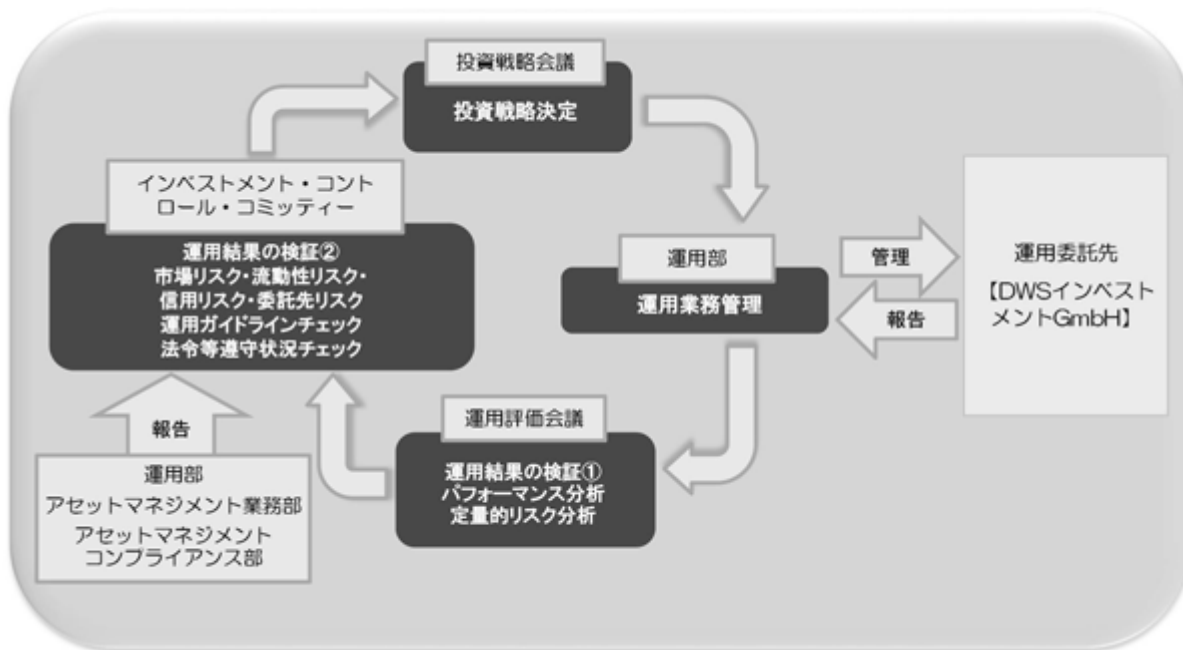 投資戦略会議
投資戦略決定
インベストメント・コント
ロール・コミッティー
運用結果の検証②
市場リスク・流動性リスク・
信用リスク・委託先リスク
運用ガイドラインチェック
法令等遵守状況チェック
運用部
運用業務管理
管理
報告
運用委託先
【DWSインベスト
メントGmbH】
運用評価会議
運用結果の検証①
パフォーマンス分析
定量的リスク分析
報告
運用部
アセットマネジメント業務部
アセットマネジメント
コンプライアンス部